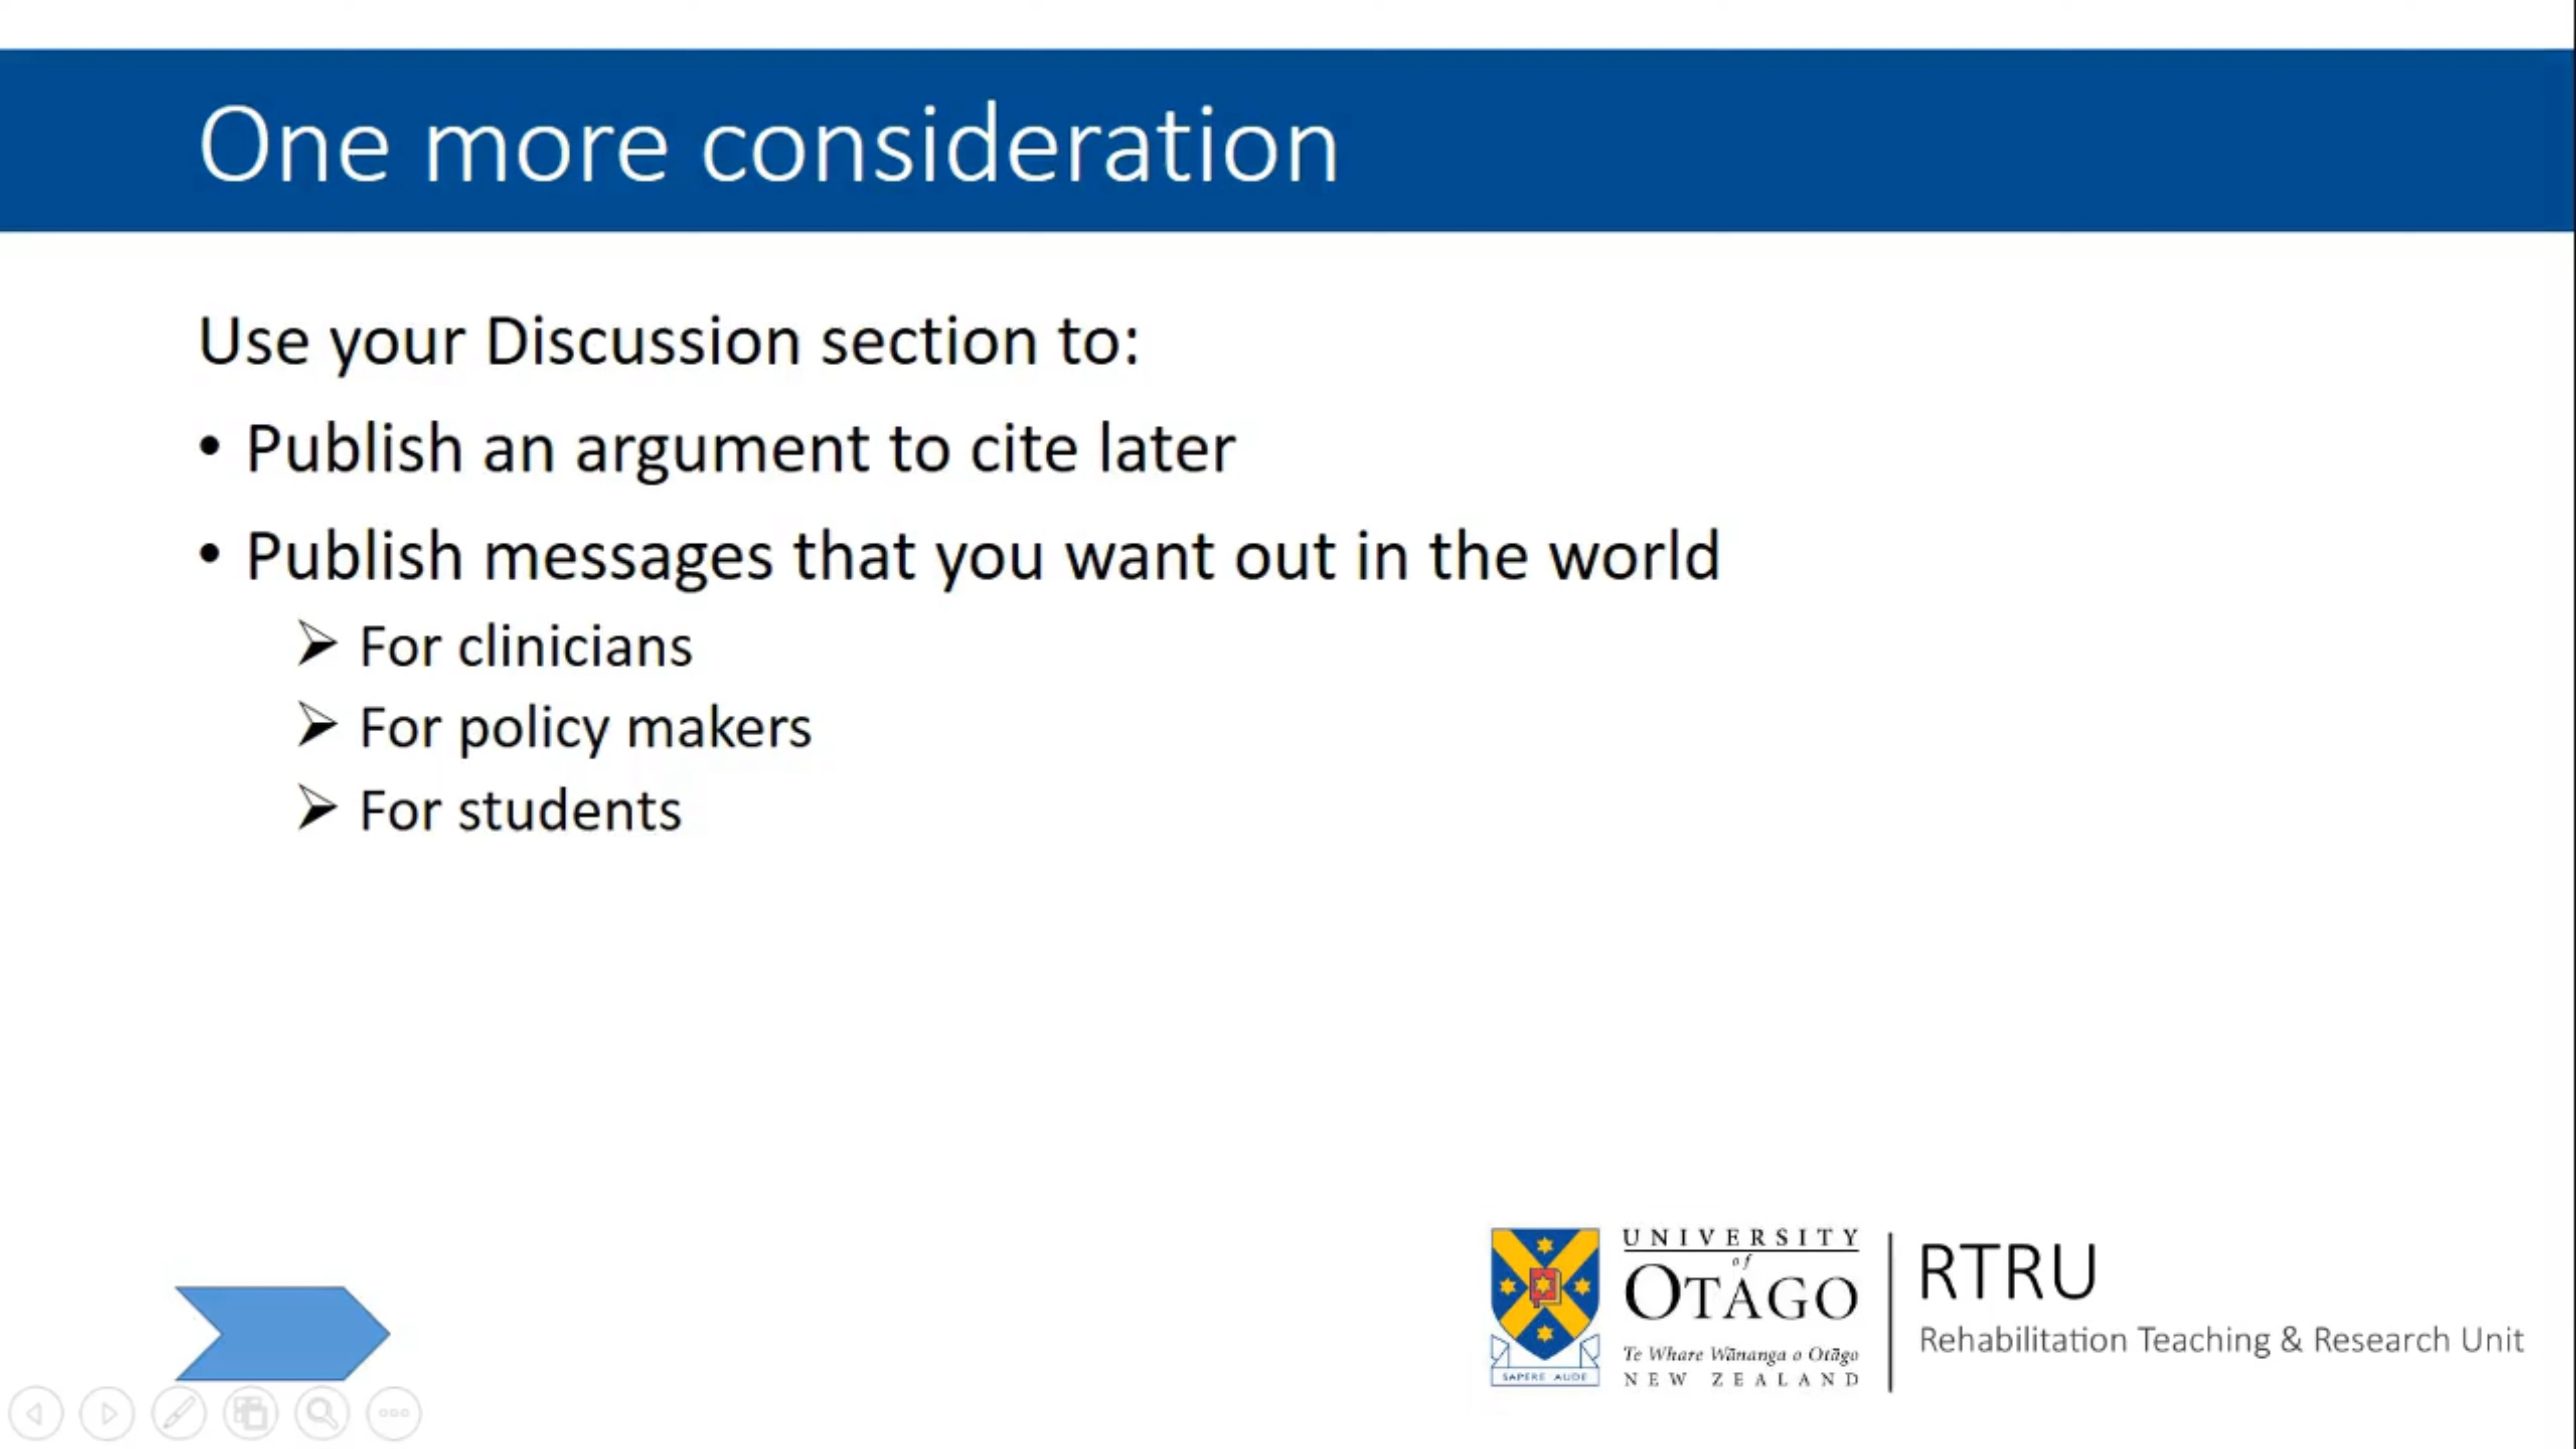 One more consideration
Use your Discussion section to:
• Publish an argument to cite later
• Publish messages that you want out in the world
➢ For clinicians
➢ For policy makers
➢ For students
UNIVERSITY
of
OTAGO
Te Whare Wānanga o Otāgo
NEW ZEALAND
SAPERE AUDE
RTRU
Rehabilitation Teaching & Research Unit